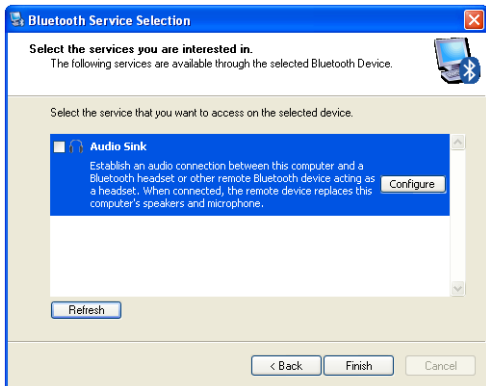 Bluetooth Service Selection
Select the services you are interested in.
The following services are available through the selected Bluetooth Device.
Select the service that you want to access on the selected device.
Audio Sink
Establish an audio connection between this computer and a
Bluetooth headset or other remote Bluetooth device acting as
a headset. When connected, the remote device replaces this
computer's speakers and microphone.
Configure
Refresh
< Back
Finish
Cancel